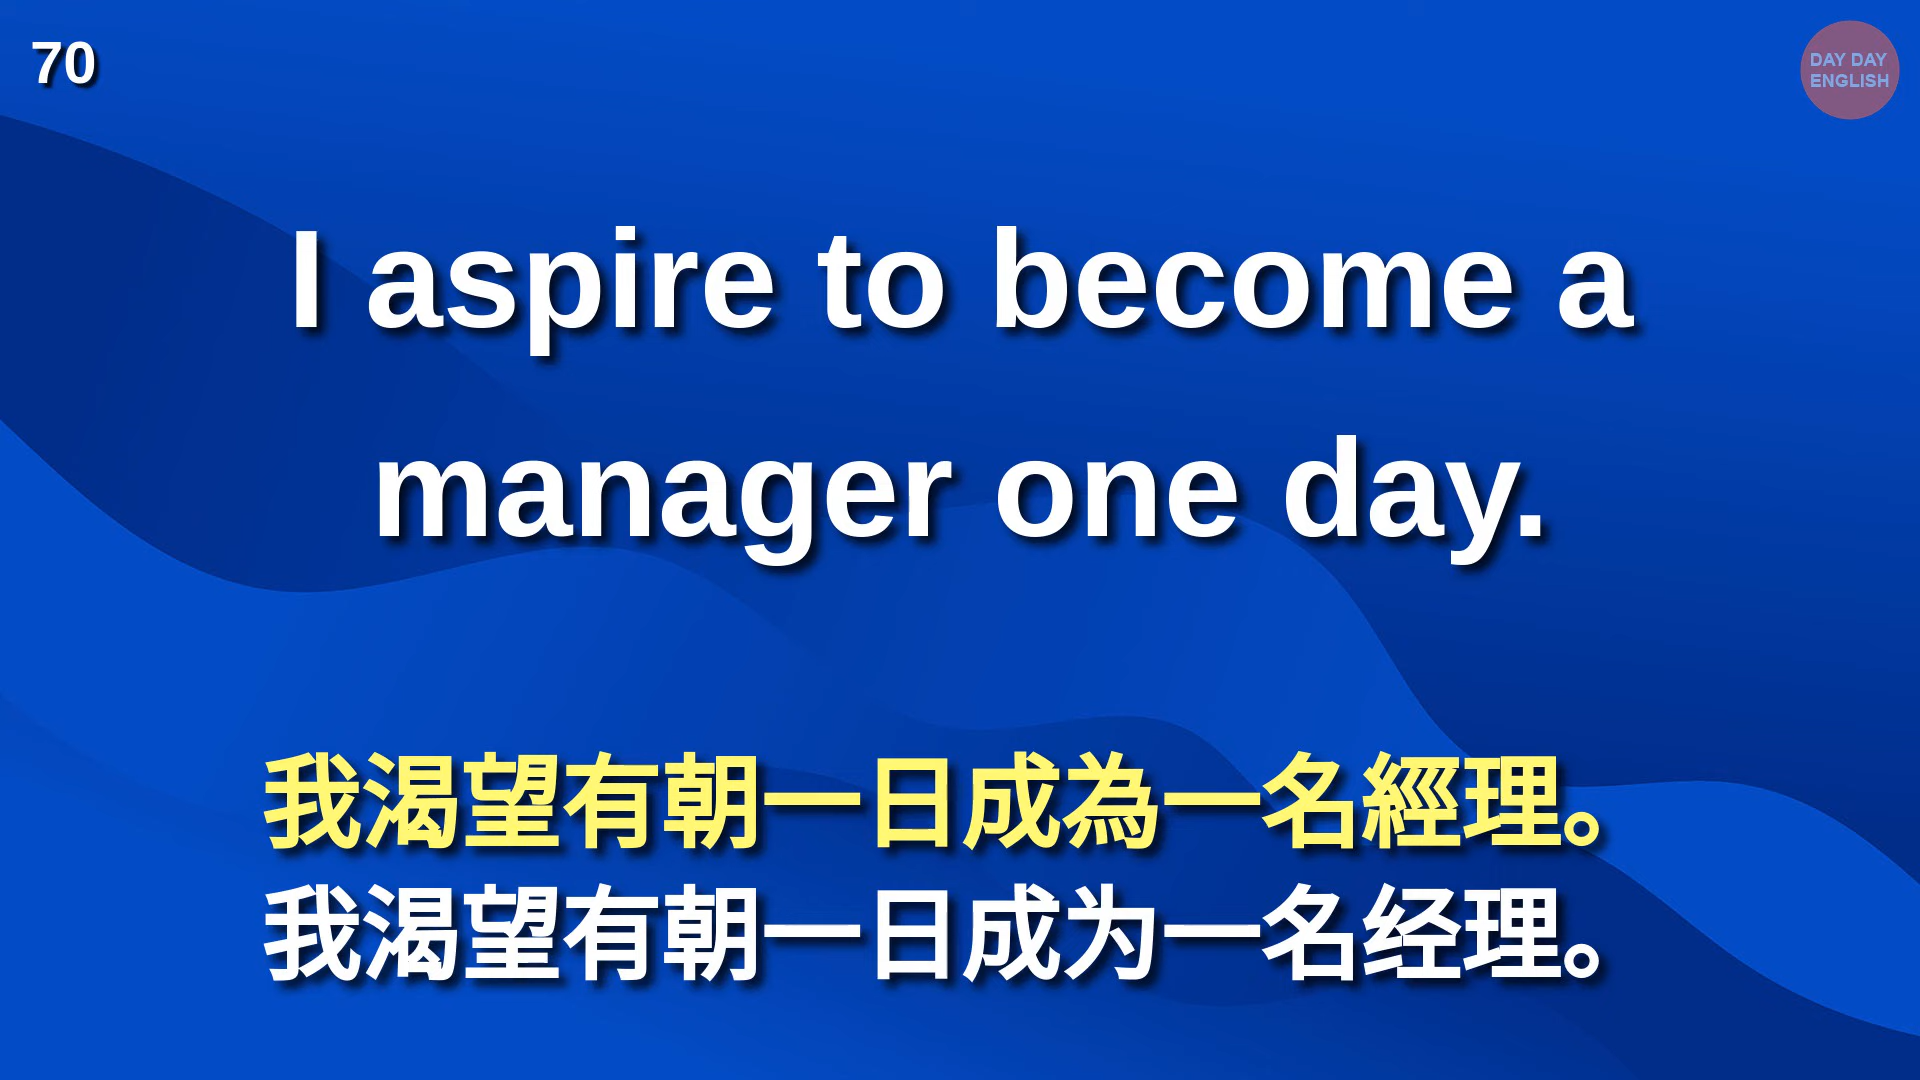 70
DAY DAY
ENGLISH
I aspire to become a
manager one day.
我渴望有朝一日成為一名經理。
我渴望有朝一日成为一名经理。